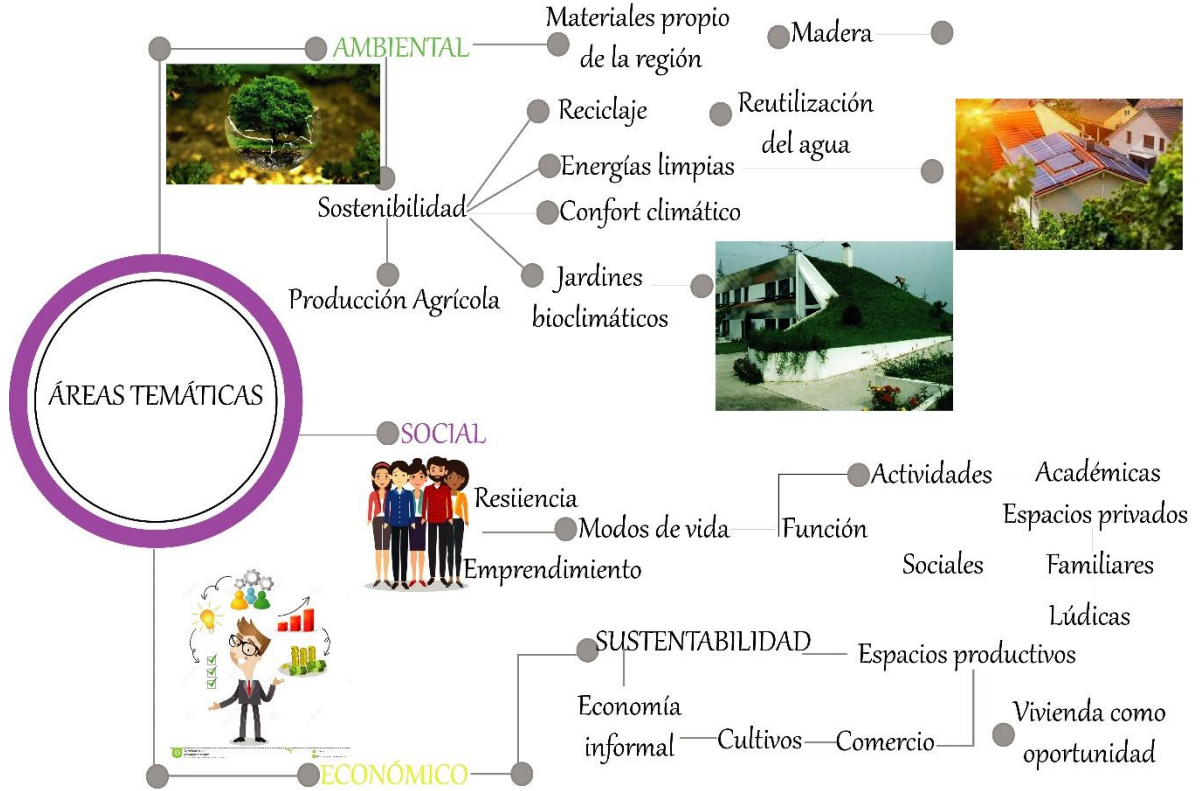 AMBIENTAL
Materiales propio
de la región
Madera
Reciclaje
Reutilización
del agua
Energías limpias
Sostenibilidad
Confort climático
Jardines
bioclimáticos
Producción Agrícola
ÁREAS TEMÁTICAS
SOCIAL
Resiiencia
Modos de vida
Emprendimiento
Función
Actividades
Académicas
Espacios privados
Sociales
Familiares
Lúdicas
SUSTENTABILIDAD
Espacios productivos
Economía
informal
Cultivos
Comercio
Vivienda como
oportunidad
ECONÓMICO